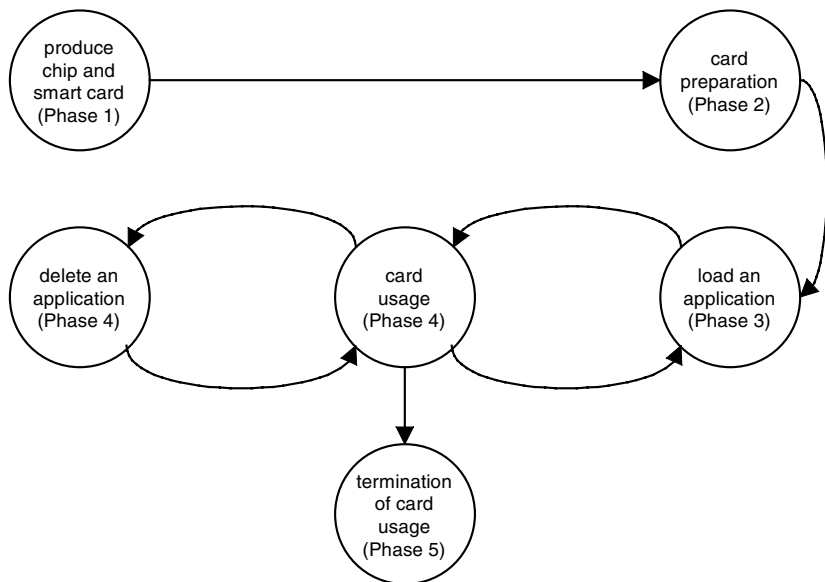 produce
chip and
smart card
(Phase 1)
card
preparation
(Phase 2)
delete an
application
(Phase 4)
card
usage
(Phase 4)
load an
application
(Phase 3)
termination
of card
usage
(Phase 5)